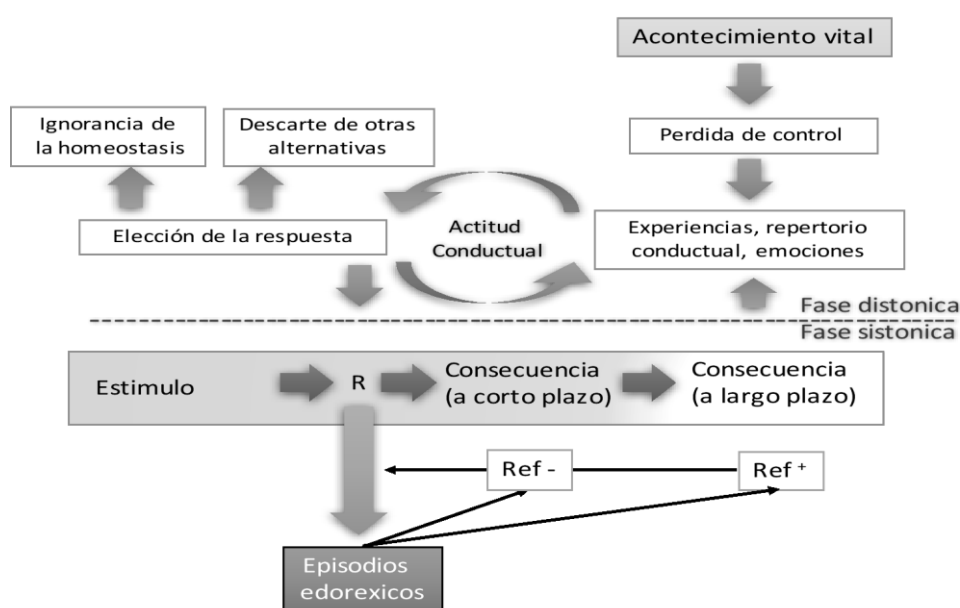 Acontecimiento vital
Ignorancia de
la homeostasis
Descarte de otras
alternativas
Perdida de control
Elección de la respuesta
Actitud
Conductual
Experiencias, repertorio
conductual, emociones
Fase distonica
Fase sistonica
Estimulo
R
Consecuencia
(a corto plazo)
Consecuencia
(a largo plazo)
Ref -
Ref +
Episodios
edorexicos